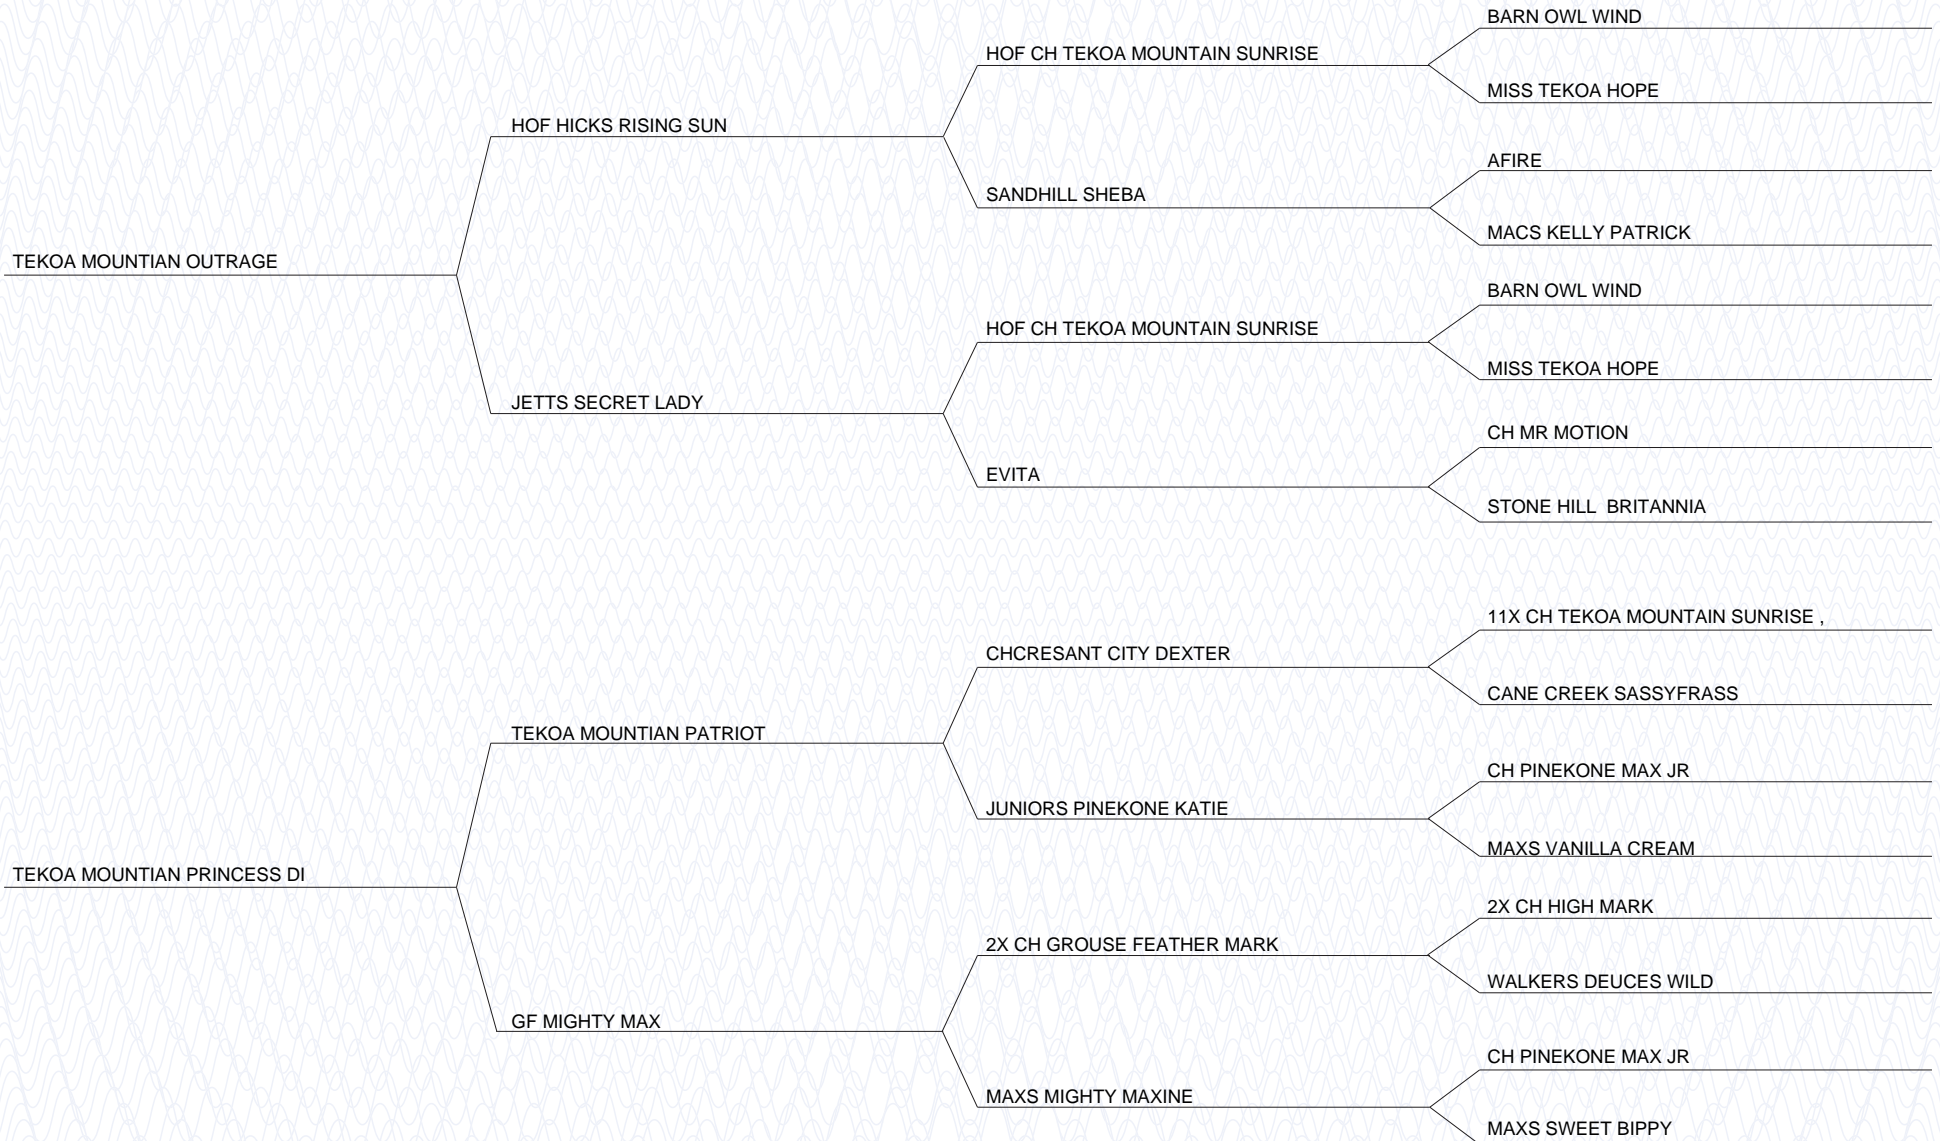 BARN OWL WIND
HOF CH TEKOA MOUNTAIN SUNRISE
MISS TEKOA HOPE
HOF HICKS RISING SUN
AFIRE
SANDHILL SHEBA
MACS KELLY PATRICK
TEKOA MOUNTIAN OUTRAGE
BARN OWL WIND
HOF CH TEKOA MOUNTAIN SUNRISE
MISS TEKOA HOPE
JETTS SECRET LADY
CH MR MOTION
EVITA
STONE HILL  BRITANNIA
11X CH TEKOA MOUNTAIN SUNRISE ,
CHCRESANT CITY DEXTER
CANE CREEK SASSYFRASS
TEKOA MOUNTIAN PATRIOT
CH PINEKONE MAX JR
JUNIORS PINEKONE KATIE
MAXS VANILLA CREAM
TEKOA MOUNTIAN PRINCESS DI
2X CH HIGH MARK
2X CH GROUSE FEATHER MARK
WALKERS DEUCES WILD
GF MIGHTY MAX
CH PINEKONE MAX JR
MAXS MIGHTY MAXINE
MAXS SWEET BIPPY